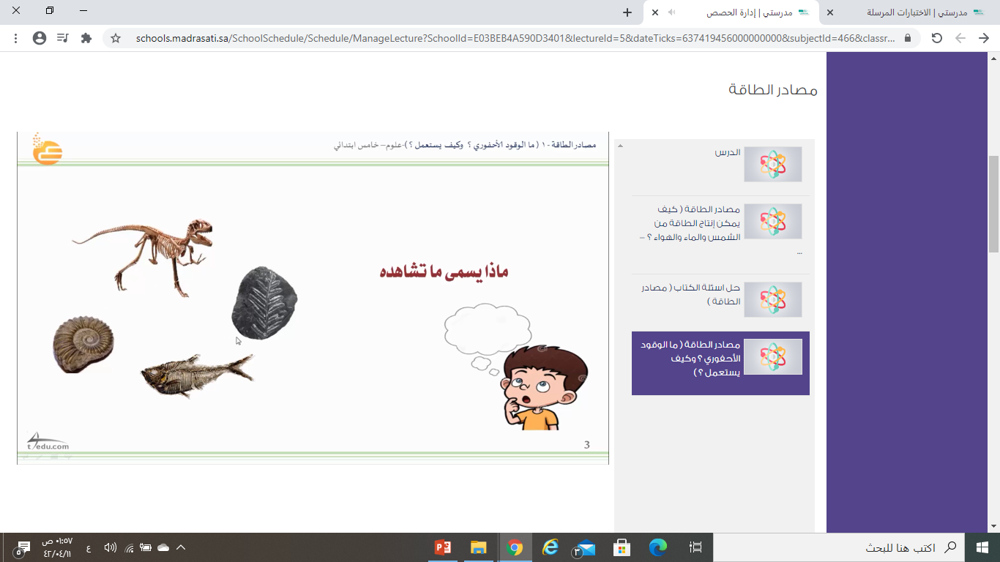 مدرستي | الاختبارات المرسلة
مدرستي | إدارة الحصص
schools.madrasati.sa/SchoolSchedule/Schedule/ManageLecture?SchoolId=E03BEB4A590D3401&lectureId=5&dateTicks=637419456000000000&subjectId=466&classr...
مصادر الطاقة
الدرس
مصادر الطاقة ( كيف
يمكن إنتاج الطاقة من
الشمس والماء والهواء ؟ –
...
حل اسئلة الكتاب ( مصادر
الطاقة )
مصادر الطاقة ( ما الوقود
الأحفوري ؟ وكيف
يستعمل ؟ )
مصادر الطاقة - ١ ( ما الوقود الأحفوري ؟ وكيف يستعمل ؟ )-علوم– خامس ابتدائي
ماذا يسمى ما تشاهده
t4edu.com
3
اكتب هنا للبحث
٣
ع
٠١:٥٧ ص
٤٢/٠٤/١١
٥